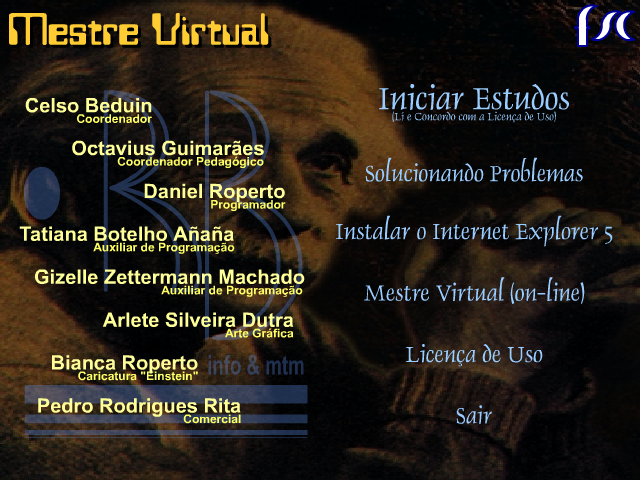 Mestre Virtual
fsc
Celso Beduin
Coordenador
Octavius Guimarães
Coordenador Pedagógico
Daniel Roperto
Programador
Tatiana Botelho Añaña
Auxiliar de Programação
Gizelle Zettermann Machado
Auxiliar de Programação
Arlete Silveira Dutra
Arte Gráfica
Bianca Roperto
Caricatura "Einstein"
info & mtm
Pedro Rodrigues Rita
Comercial
Iniciar Estudos
(Li e Concordo com a Licença de Uso)
Solucionando Problemas
Instalar o Internet Explorer 5
Mestre Virtual (on-line)
Licença de Uso
Sair